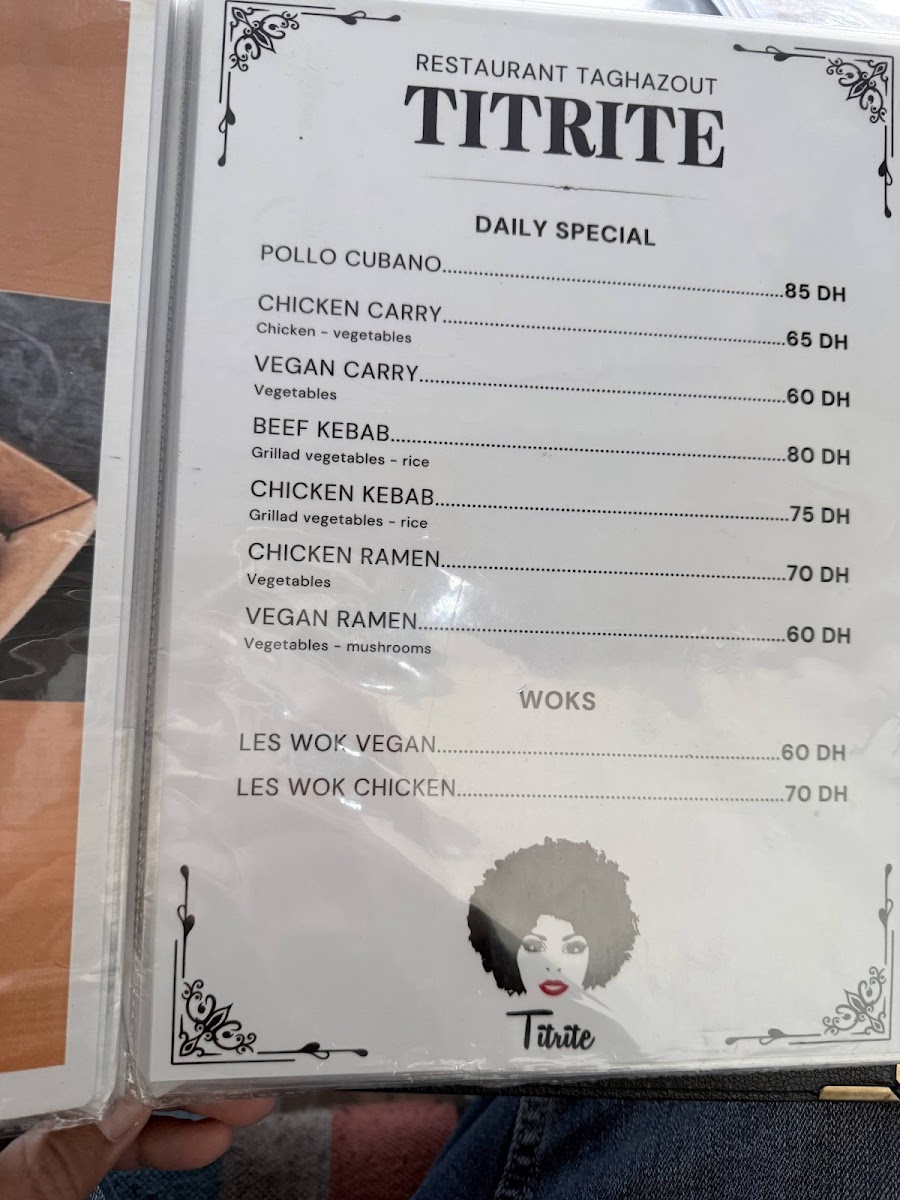 RESTAURANT TAGHAZOUT
TITRITE
DAILY SPECIAL
POLLO CUBANO..........85 DH
CHICKEN CARRY..........65 DH
Chicken - vegetables
VEGAN CARRY..........60 DH
Vegetables
BEEF KEBAB..........80 DH
Grillad vegetables - rice
CHICKEN KEBAB..........75 DH
Grillad vegetables - rice
CHICKEN RAMEN..........70 DH
Vegetables
VEGAN RAMEN..........60 DH
Vegetables - mushrooms
WOKS
LES WOK VEGAN..........60 DH
LES WOK CHICKEN..........70 DH
Titrite